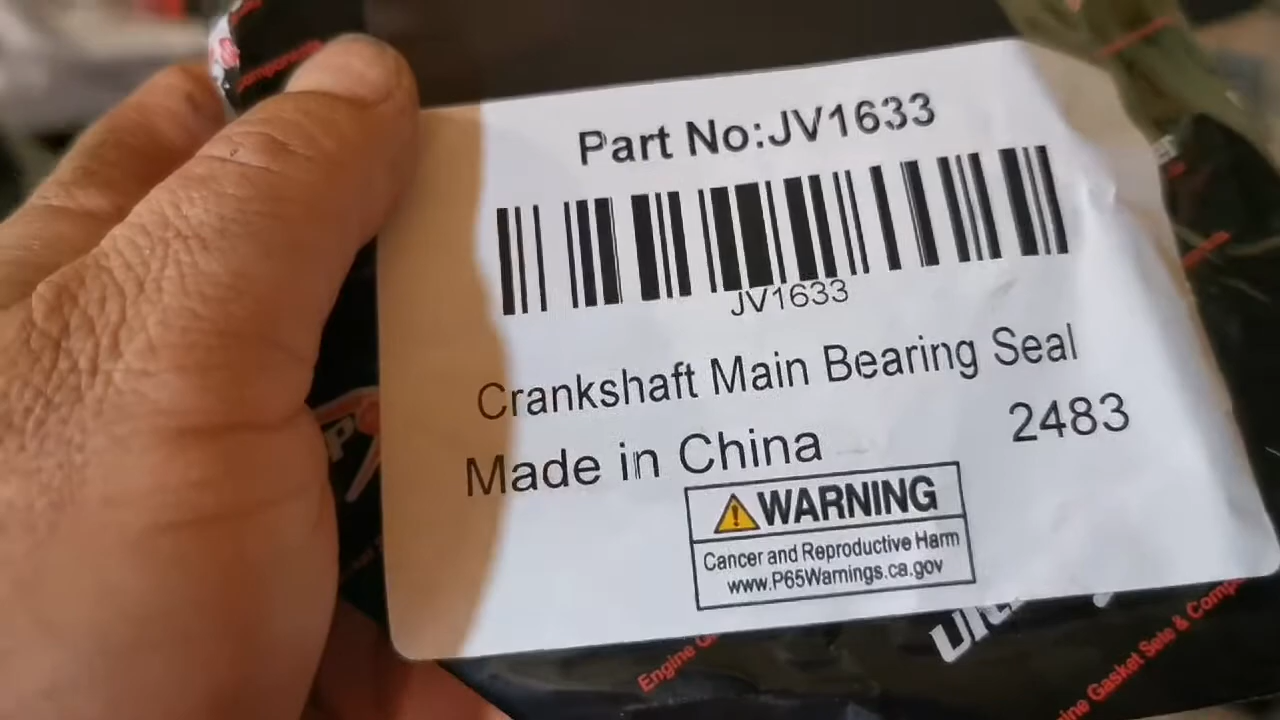 Part No:JV1633
JV1633
Crankshaft Main Bearing Seal
Made in China
2483
WARNING
Cancer and Reproductive Harm
www.P65Warnings.ca.gov
Engine
Engine Gasket Sets &